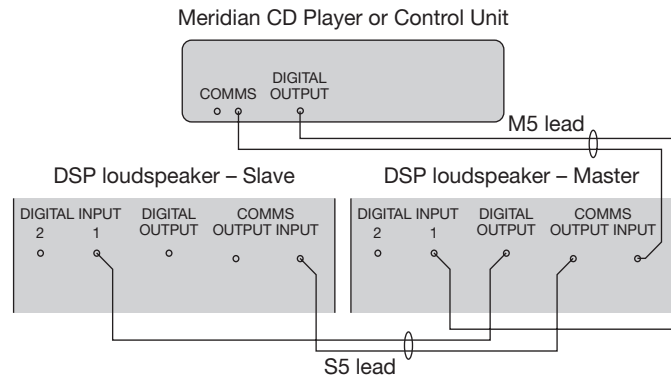 Meridian CD Player or Control Unit
COMMS
DIGITAL
OUTPUT
M5 lead
DSP loudspeaker – Slave
DIGITAL INPUT
2 1
DIGITAL
OUTPUT
COMMS
OUTPUT INPUT
DSP loudspeaker – Master
DIGITAL INPUT
2 1
DIGITAL
OUTPUT
COMMS
OUTPUT INPUT
S5 lead